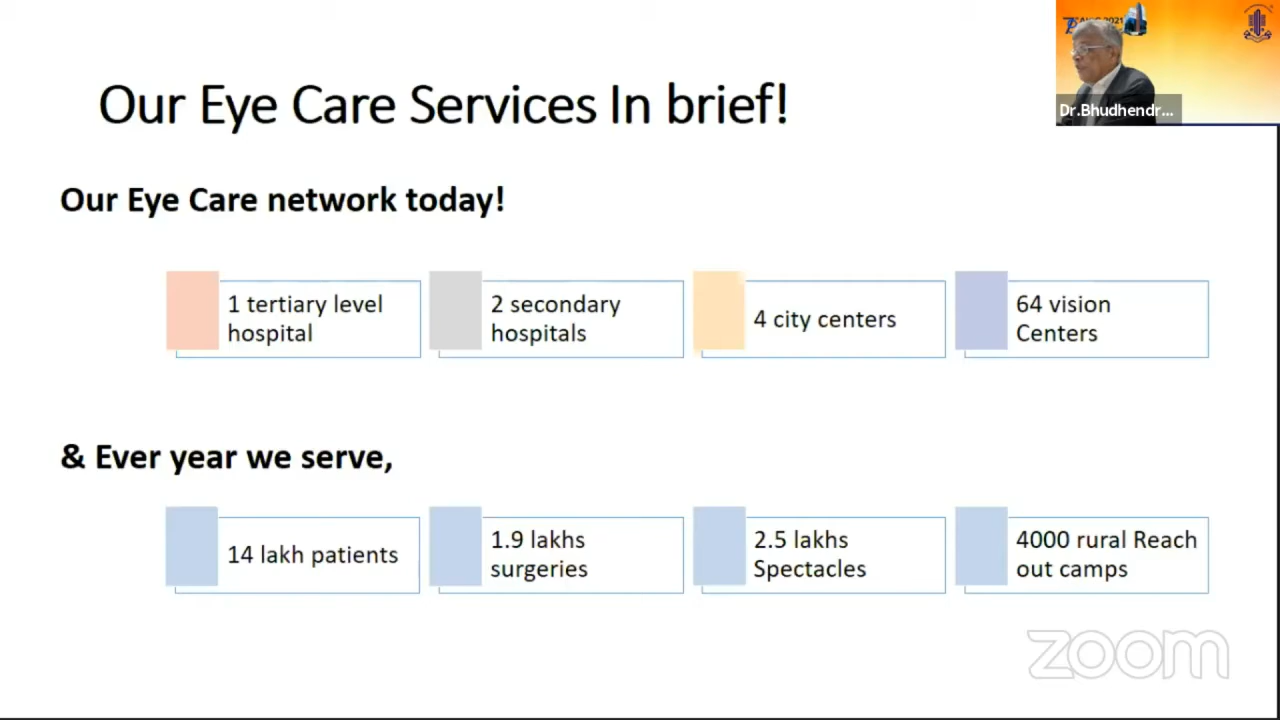 Our Eye Care Services In brief!
Dr.Bhudhendr...
Our Eye Care network today!
1 tertiary level
hospital
2 secondary
hospitals
4 city centers
64 vision
Centers
& Ever year we serve,
14 lakh patients
1.9 lakhs
surgeries
2.5 lakhs
Spectacles
4000 rural Reach
out camps
zoom